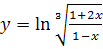 y = ln ∛((1+2x)/(1−x))